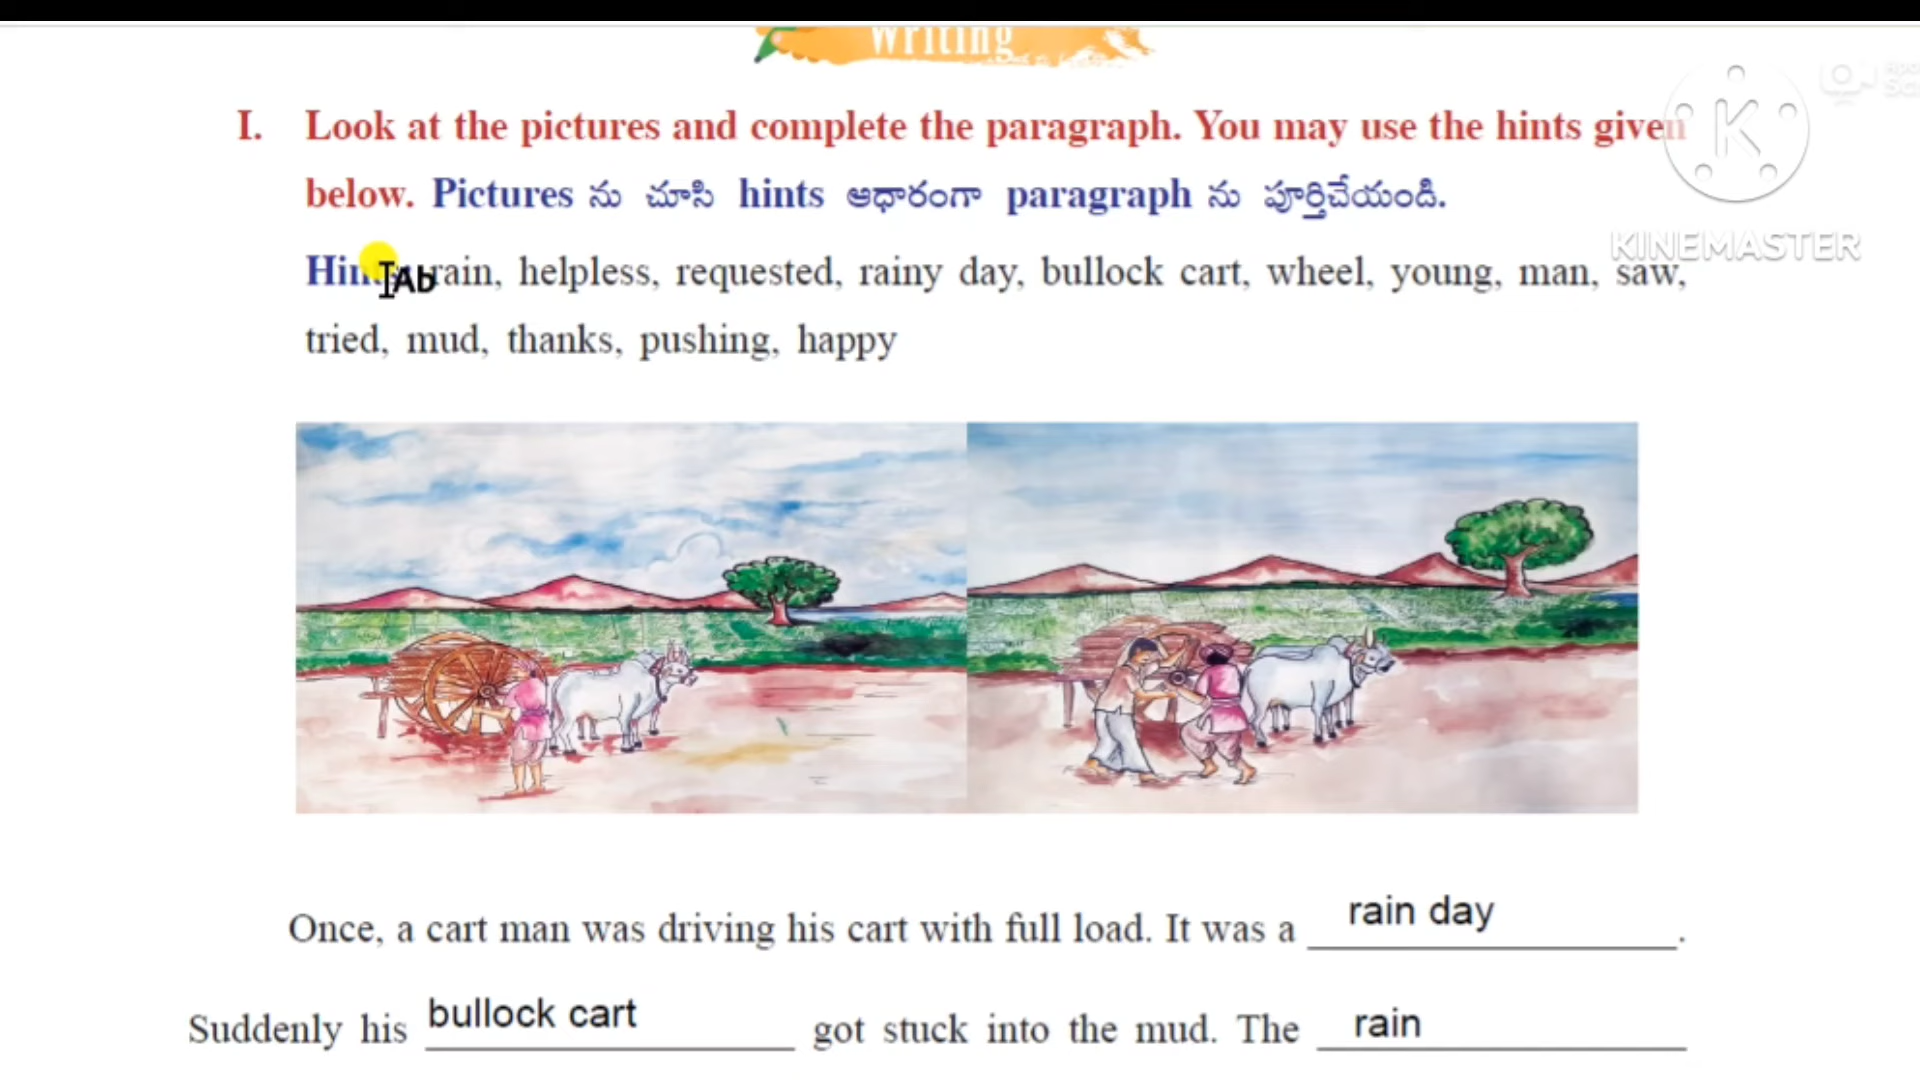 Writing
I. Look at the pictures and complete the paragraph. You may use the hints given
below. Pictures ను చూసి hints ఆధారంగా paragraph ను పూర్తిచేయండి.
KINEMASTER
Ab rain, helpless, requested, rainy day, bullock cart, wheel, young, man, saw,
tried, mud, thanks, pushing, happy
Once, a cart man was driving his cart with full load. It was a rain day.
Suddenly his bullock cart got stuck into the mud. The rain